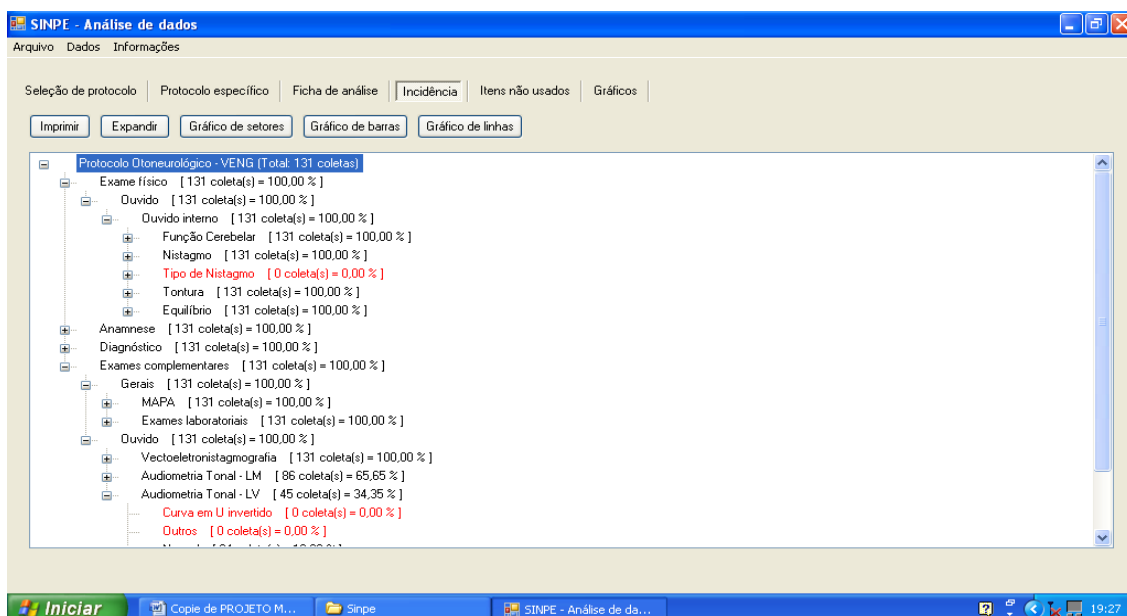 SINPE - Análise de dados
Arquivo Dados Informações
Seleção de protocolo Protocolo específico Ficha de análise Incidência Itens não usados Gráficos
Imprimir Expandir Gráfico de setores Gráfico de barras Gráfico de linhas
Protocolo Otoneurológico - VENG (Total: 131 coletas)
Exame físico [ 131 coleta(s) = 100,00 % ]
Ouvido [ 131 coleta(s) = 100,00 % ]
Ouvido interno [ 131 coleta(s) = 100,00 % ]
Função Cerebelar [ 131 coleta(s) = 100,00 % ]
Nistagmo [ 131 coleta(s) = 100,00 % ]
Tipo de Nistagmo [ 0 coleta(s) = 0,00 % ]
Tontura [ 131 coleta(s) = 100,00 % ]
Equilíbrio [ 131 coleta(s) = 100,00 % ]
Anamnese [ 131 coleta(s) = 100,00 % ]
Diagnóstico [ 131 coleta(s) = 100,00 % ]
Exames complementares [ 131 coleta(s) = 100,00 % ]
Gerais [ 131 coleta(s) = 100,00 % ]
MAPA [ 131 coleta(s) = 100,00 % ]
Exames laboratoriais [ 131 coleta(s) = 100,00 % ]
Ouvido [ 131 coleta(s) = 100,00 % ]
Vectoeletronistagmografia [ 131 coleta(s) = 100,00 % ]
Audiometria Tonal - LM [ 86 coleta(s) = 65,65 % ]
Audiometria Tonal - LV [ 45 coleta(s) = 34,35 % ]
Curva em U invertido [ 0 coleta(s) = 0,00 % ]
Outros [ 0 coleta(s) = 0,00 % ]
Iniciar Copie de PROJETO M... Sinpe SINPE - Análise de da... 19:27